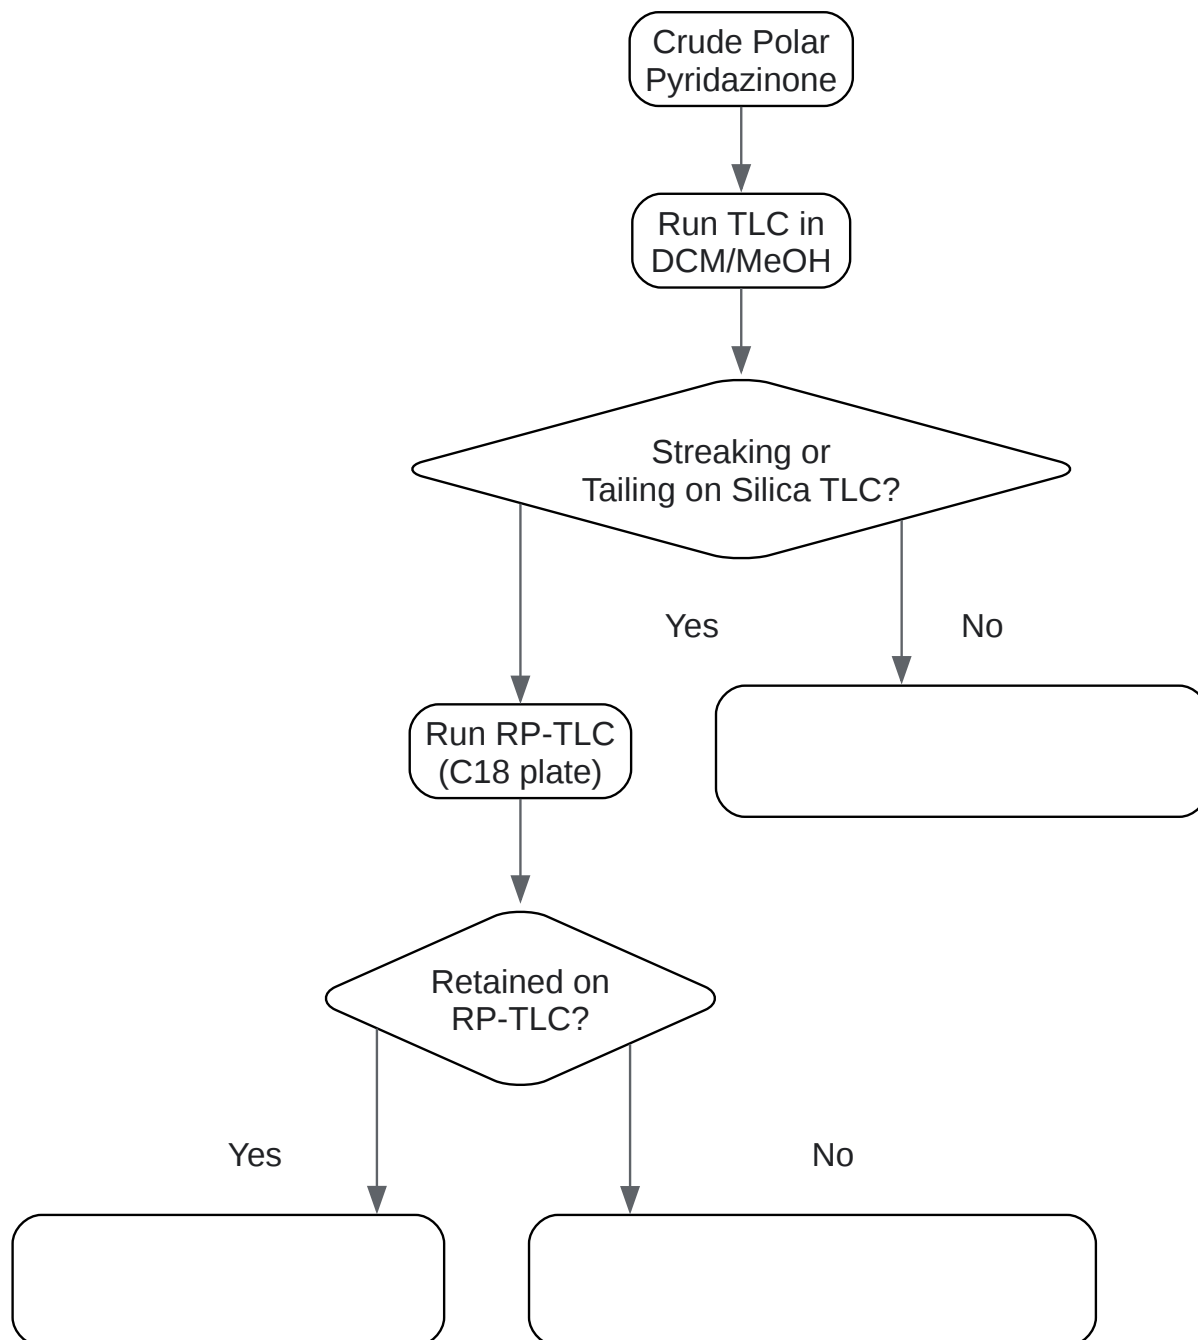 Crude Polar
Pyridazinone
Run TLC in
DCM/MeOH
Streaking or
Tailing on Silica TLC?
Yes
No
Run RP-TLC
(C18 plate)
Retained on
RP-TLC?
Yes
No